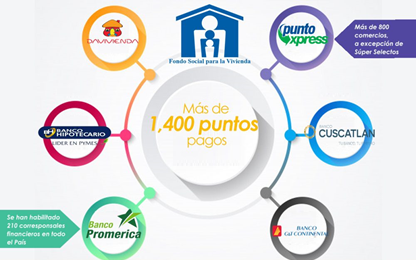 DAVIVIENDA
Fondo Social para la Vivienda
punto
xpress
Más de 800
comercios,
a excepción de
Súper Selectos
Más de
1,400 puntos
pagos
BANCO HIPOTECARIO
LIDER EN PYMES
BANCO
CUSCATLAN
Se han habilitado
210 corresponsales
financieros en todo
el País
Banco
Promerica
BANCO
G&T CONTINENTAL